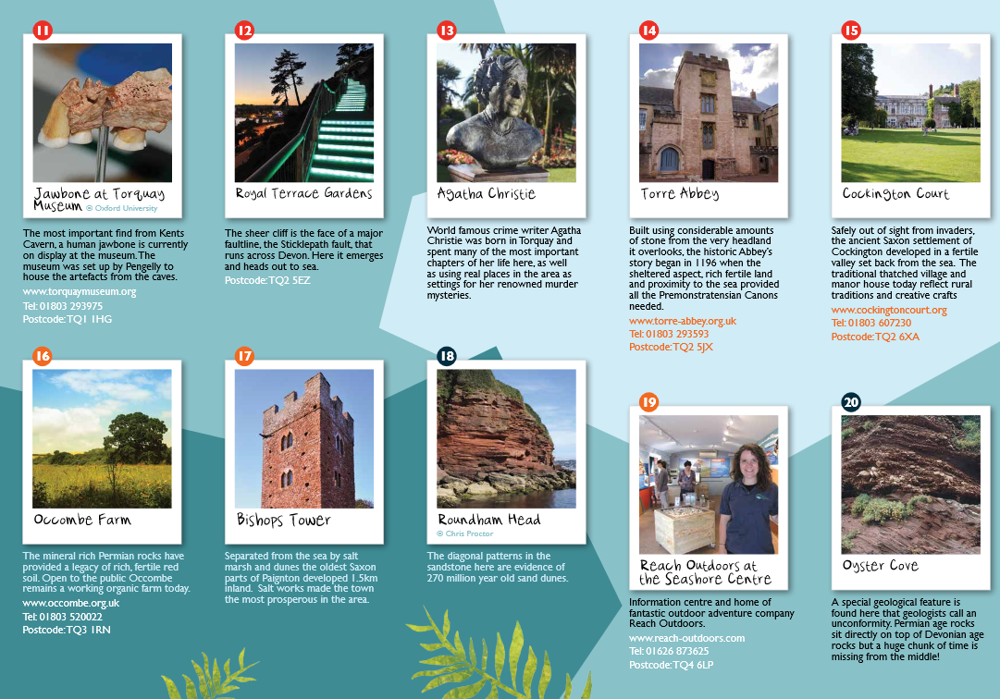 11
Jawbone at Torquay
Museum © Oxford University
The most important find from Kents
Cavern, a human jawbone is currently
on display at the museum. The
museum was set up by Pengelly to
house the artefacts from the caves.
www.torquaymuseum.org
Tel: 01803 293975
Postcode: TQ1 1HG
12
Royal Terrace Gardens
The sheer cliff is the face of a major
faultline, the Sticklepath fault, that
runs across Devon. Here it emerges
and heads out to sea.
Postcode: TQ2 5EZ
13
Agatha Christie
World famous crime writer Agatha
Christie was born in Torquay and
spent many of the most important
chapters of her life here, as well
as using real places in the area as
settings for her renowned murder
mysteries.
14
Torre Abbey
Built using considerable amounts
of stone from the very headland
it overlooks, the historic Abbey's
story began in 1196 when the
sheltered aspect, rich fertile land
and proximity to the sea provided
all the Premonstratensian Canons
needed.
www.torre-abbey.org.uk
Tel: 01803 293593
Postcode: TQ2 5JX
15
Cockington Court
Safely out of sight from invaders,
the ancient Saxon settlement of
Cockington developed in a fertile
valley set back from the sea. The
traditional thatched village and
manor house today reflect rural
traditions and creative crafts
www.cockingtoncourt.org
Tel: 01803 607230
Postcode: TQ2 6XA
16
Occombe Farm
The mineral rich Permian rocks have
provided a legacy of rich, fertile red
soil. Open to the public Occombe
remains a working organic farm today.
www.occombe.org.uk
Tel: 01803 520022
Postcode: TQ3 1RN
17
Bishops Tower
Separated from the sea by salt
marsh and dunes the oldest Saxon
parts of Paignton developed 1.5km
inland. Salt works made the town
the most prosperous in the area.
18
Roundham Head
© Chris Proctor
The diagonal patterns in the
sandstone here are evidence of
270 million year old sand dunes.
19
Reach Outdoors at
the Seashore Centre
Information centre and home of
fantastic outdoor adventure company
Reach Outdoors.
www.reach-outdoors.com
Tel: 01626 873625
Postcode: TQ4 6LP
20
Oyster Cove
A special geological feature is
found here that geologists call an
unconformity. Permian age rocks
sit directly on top of Devonian age
rocks but a huge chunk of time is
missing from the middle!